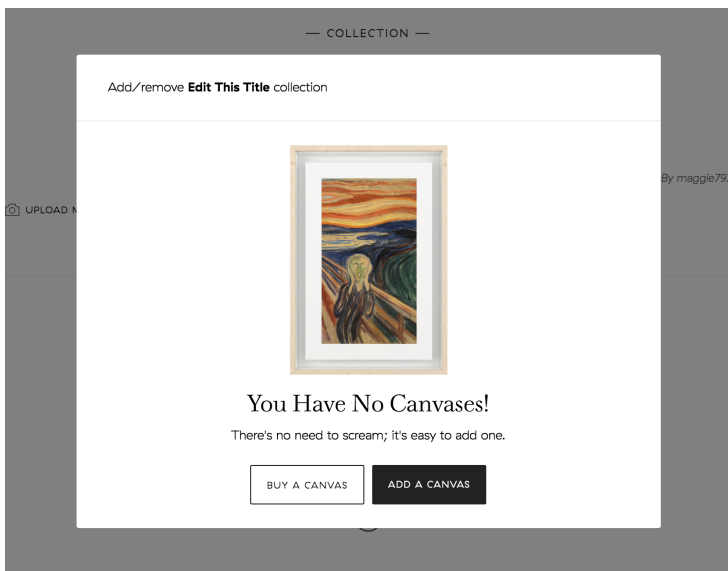 — COLLECTION —
Add/remove Edit This Title collection
By maggie797
UPLOAD
You Have No Canvases!
There's no need to scream; it's easy to add one.
BUY A CANVAS
ADD A CANVAS